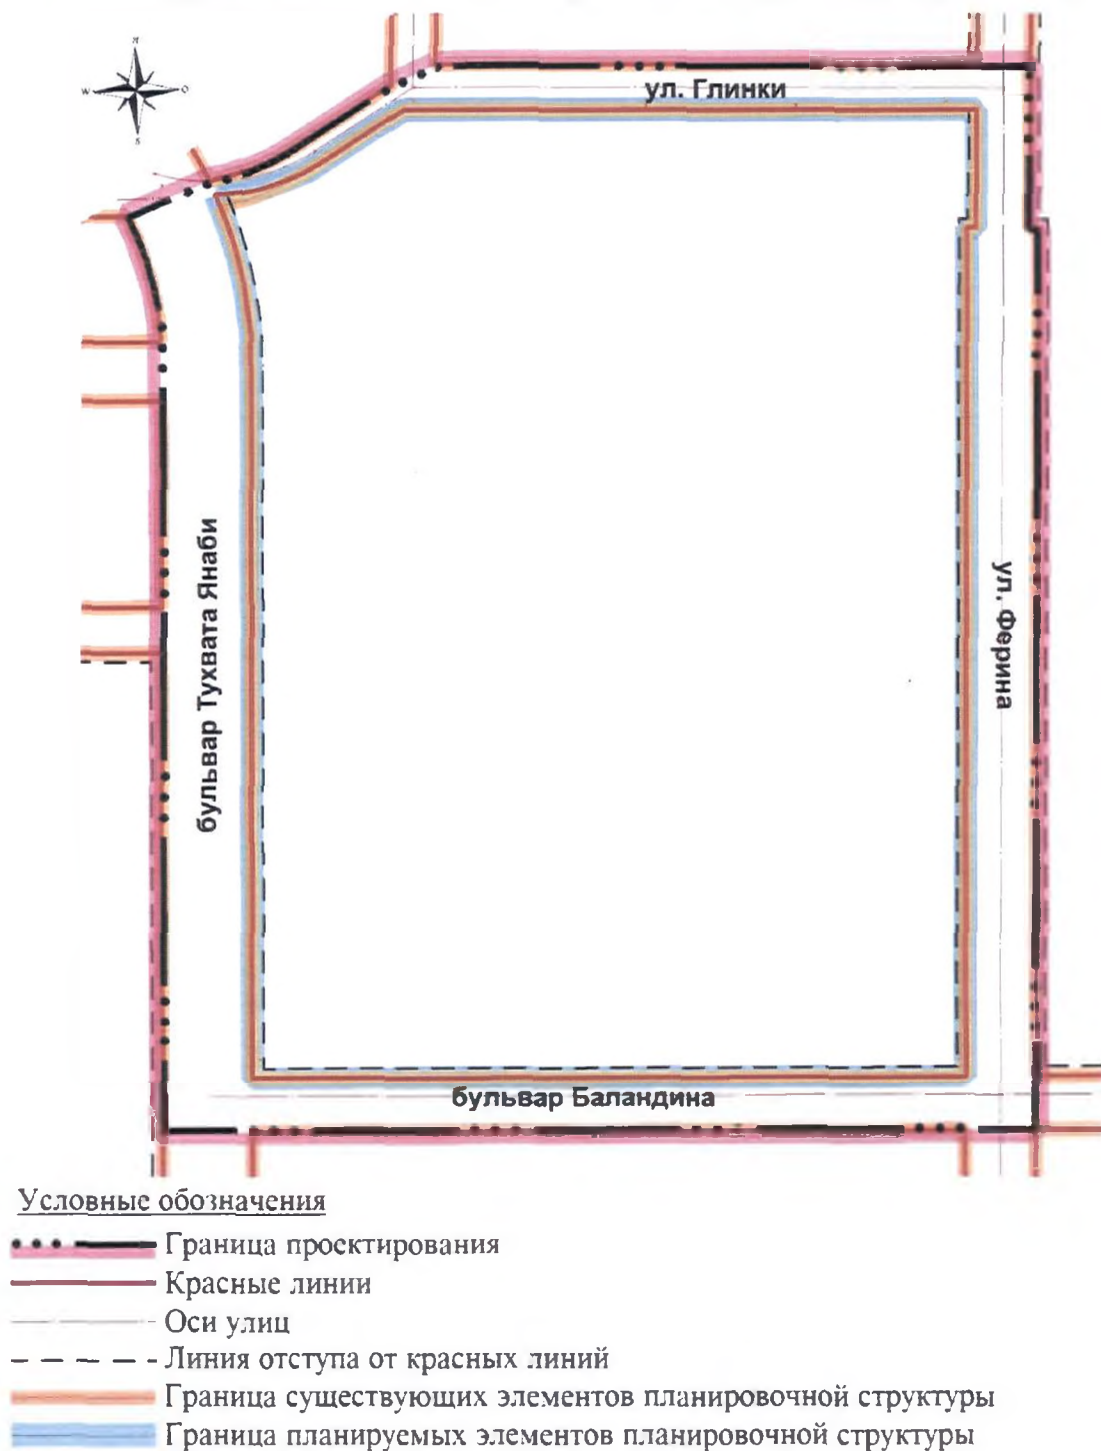 ул. Глинки
бульвар Тухвата Янаби
ул. Ферина
бульвар Баландина
Условные обозначения
Граница проектирования
Красные линии
Оси улиц
Линия отступа от красных линий
Граница существующих элементов планировочной структуры
Граница планируемых элементов планировочной структуры